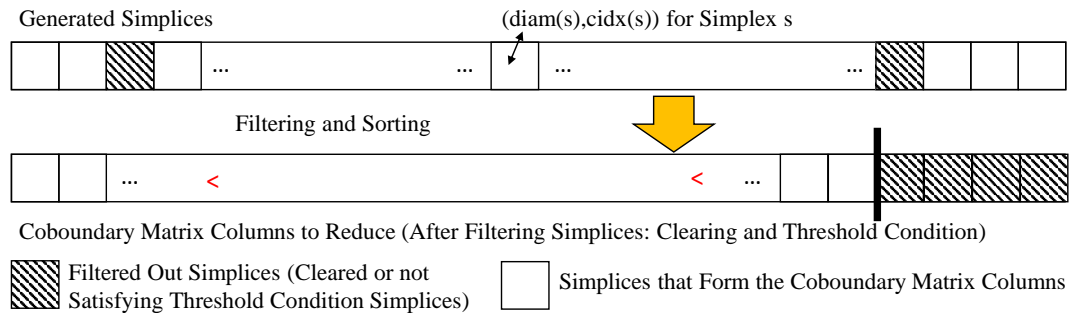 Generated Simplices
(diam(s),cidx(s)) for Simplex s
... ... ... ...
Filtering and Sorting
... < < ...
Coboundary Matrix Columns to Reduce (After Filtering Simplices: Clearing and Threshold Condition)
Filtered Out Simplices (Cleared or not
Satisfying Threshold Condition Simplices)
Simplices that Form the Coboundary Matrix Columns